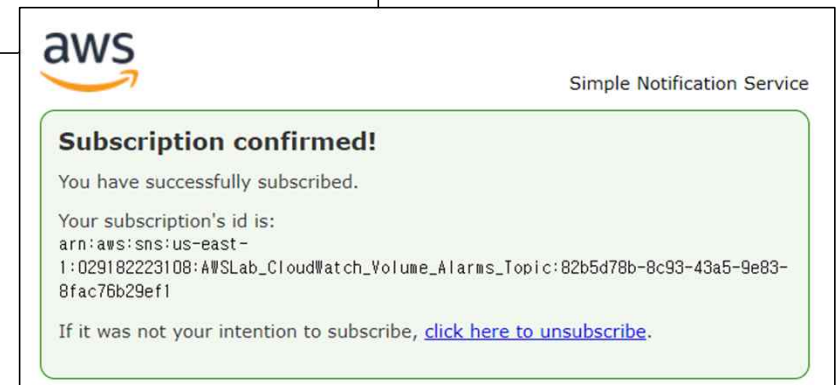 aws
Simple Notification Service
Subscription confirmed!
You have successfully subscribed.
Your subscription's id is:
arn:aws:sns:us-east-
1:029182223108:AWSLab_CloudWatch_Volume_Alarms_Topic:82b5d78b-8c93-43a5-9e83-
8fac76b29ef1
If it was not your intention to subscribe, click here to unsubscribe.